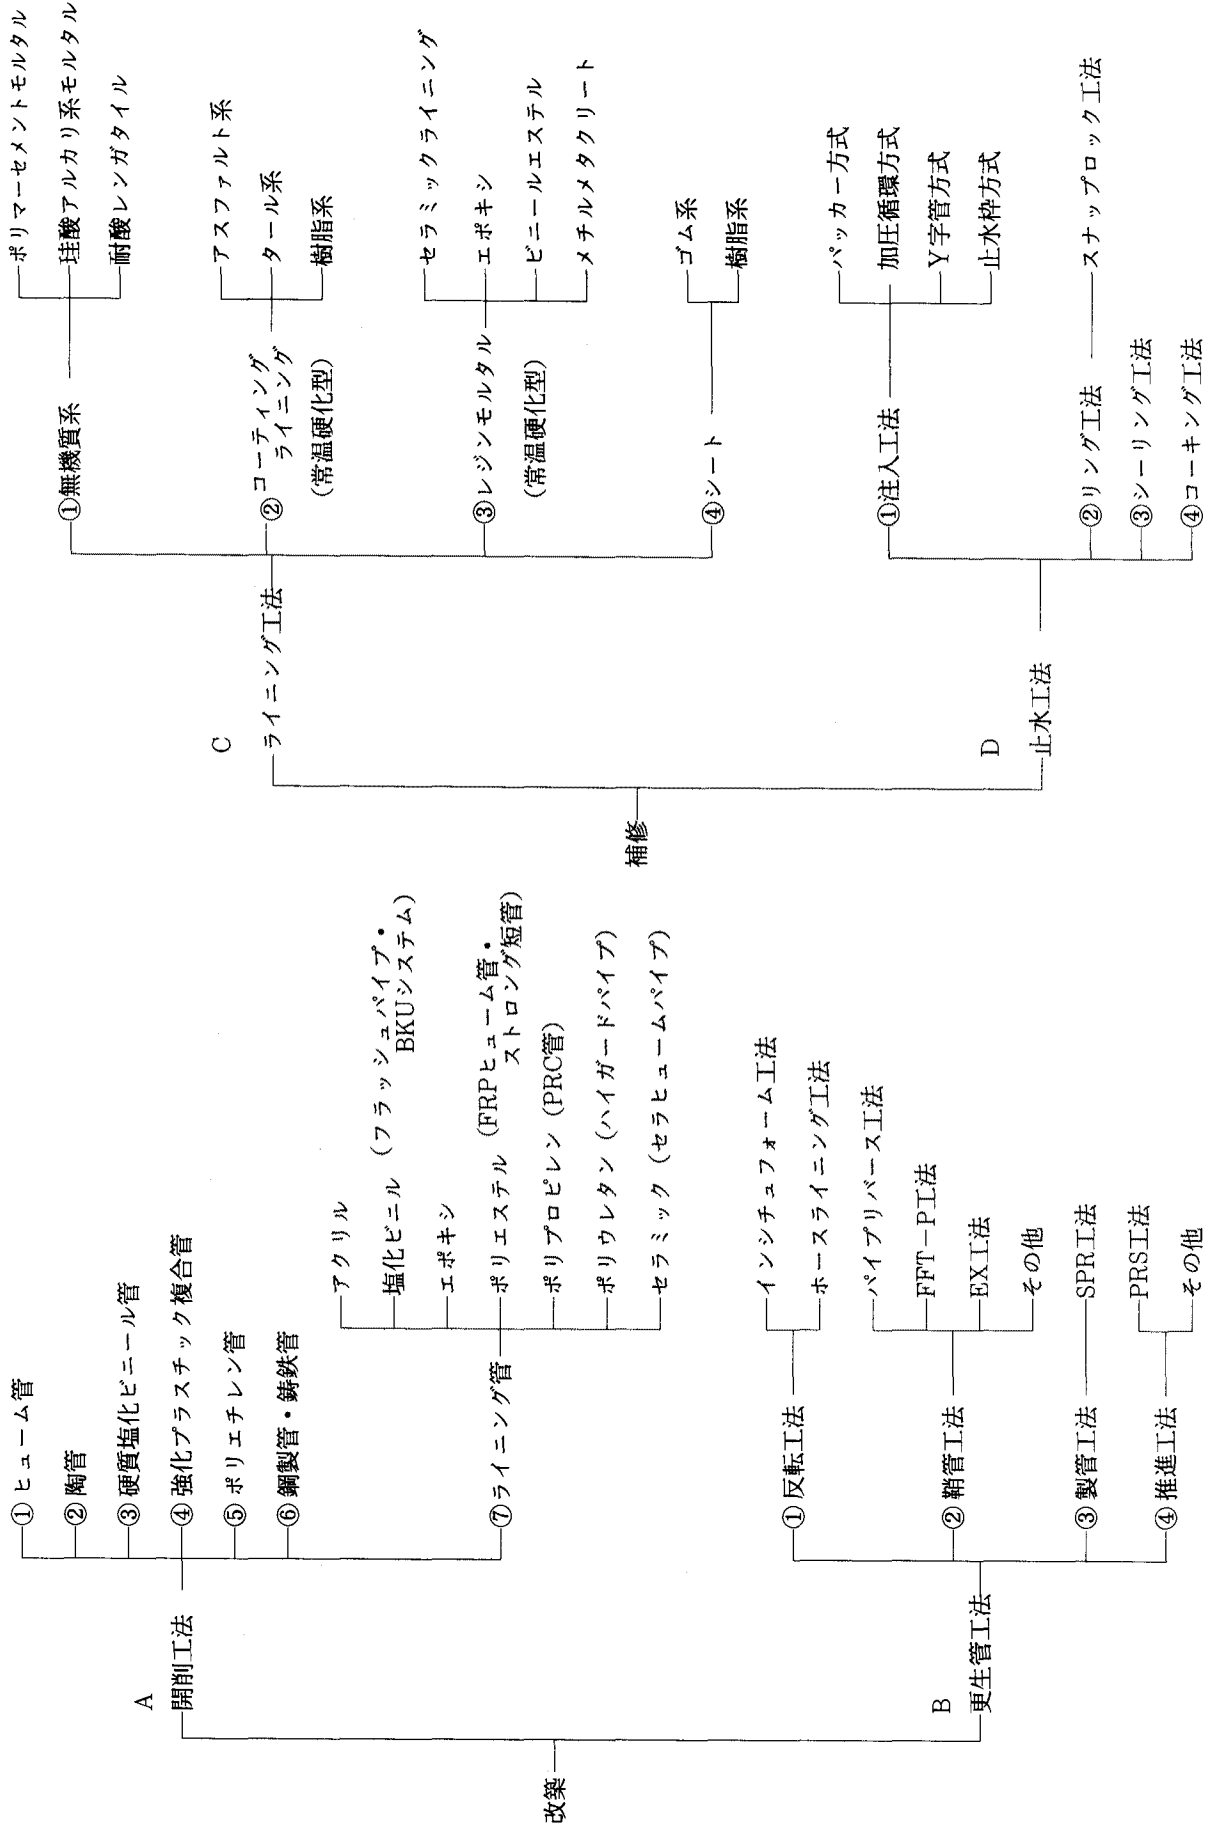 改築
A
開削工法
①ヒューム管
②陶管
③硬質塩化ビニール管
④強化プラスチック複合管
⑤ポリエチレン管
⑥鋼製管・鋳鉄管
⑦ライニング管
アクリル
塩化ビニル（フラッシュパイプ・
BKUシステム）
エポキシ
ポリエステル（FRPヒューム管・
ストロング短管）
ポリプロピレン（PRC管）
ポリウレタン（ハイガードパイプ）
セラミック（セラヒュームパイプ）
B
更生管工法
①反転工法
インシチュフォーム工法
ホースライニング工法
②鞘管工法
パイプリバース工法
FFT－P工法
EX工法
その他
③製管工法
SPR工法
④推進工法
PRS工法
その他
補修
C
ライニング工法
①無機質系
ポリマーセメントモルタル
珪酸アルカリ系モルタル
耐酸レンガタイル
②コーティング
ライニング
（常温硬化型）
アスファルト系
タール系
樹脂系
③レジンモルタル
（常温硬化型）
セラミックライニング
エポキシ
ビニールエステル
メチルメタクリート
④シート
ゴム系
樹脂系
D
止水工法
①注入工法
パッカー方式
加圧循環方式
Y字管方式
止水枠方式
②リング工法
スナップロック工法
③シーリング工法
④コーキング工法